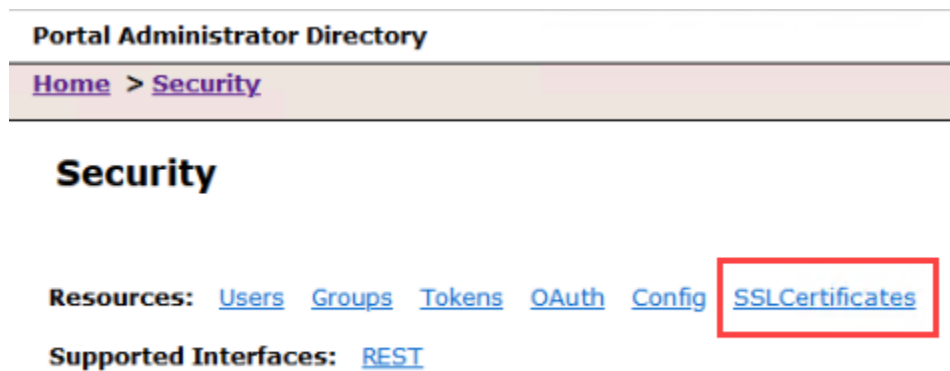 Portal Administrator Directory
Home > Security
Security
Resources: Users Groups Tokens OAuth Config SSLCertificates
Supported Interfaces: REST